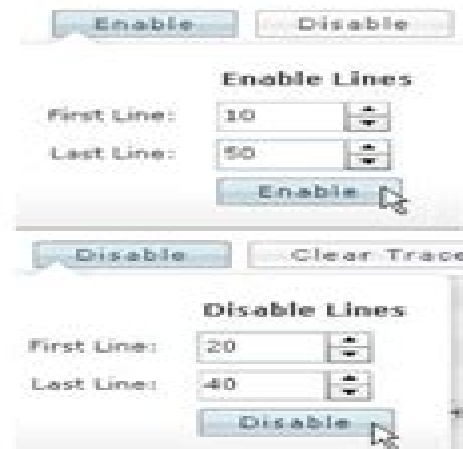 Enable Disable
Enable Lines
First Line: 10
Last Line: 50
Enable
Disable Clear Trace
Disable Lines
First Line: 20
Last Line: 40
Disable